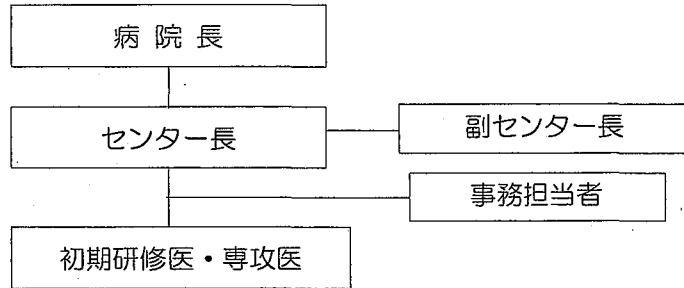 病院長
センター長
副センター長
事務担当者
初期研修医・専攻医